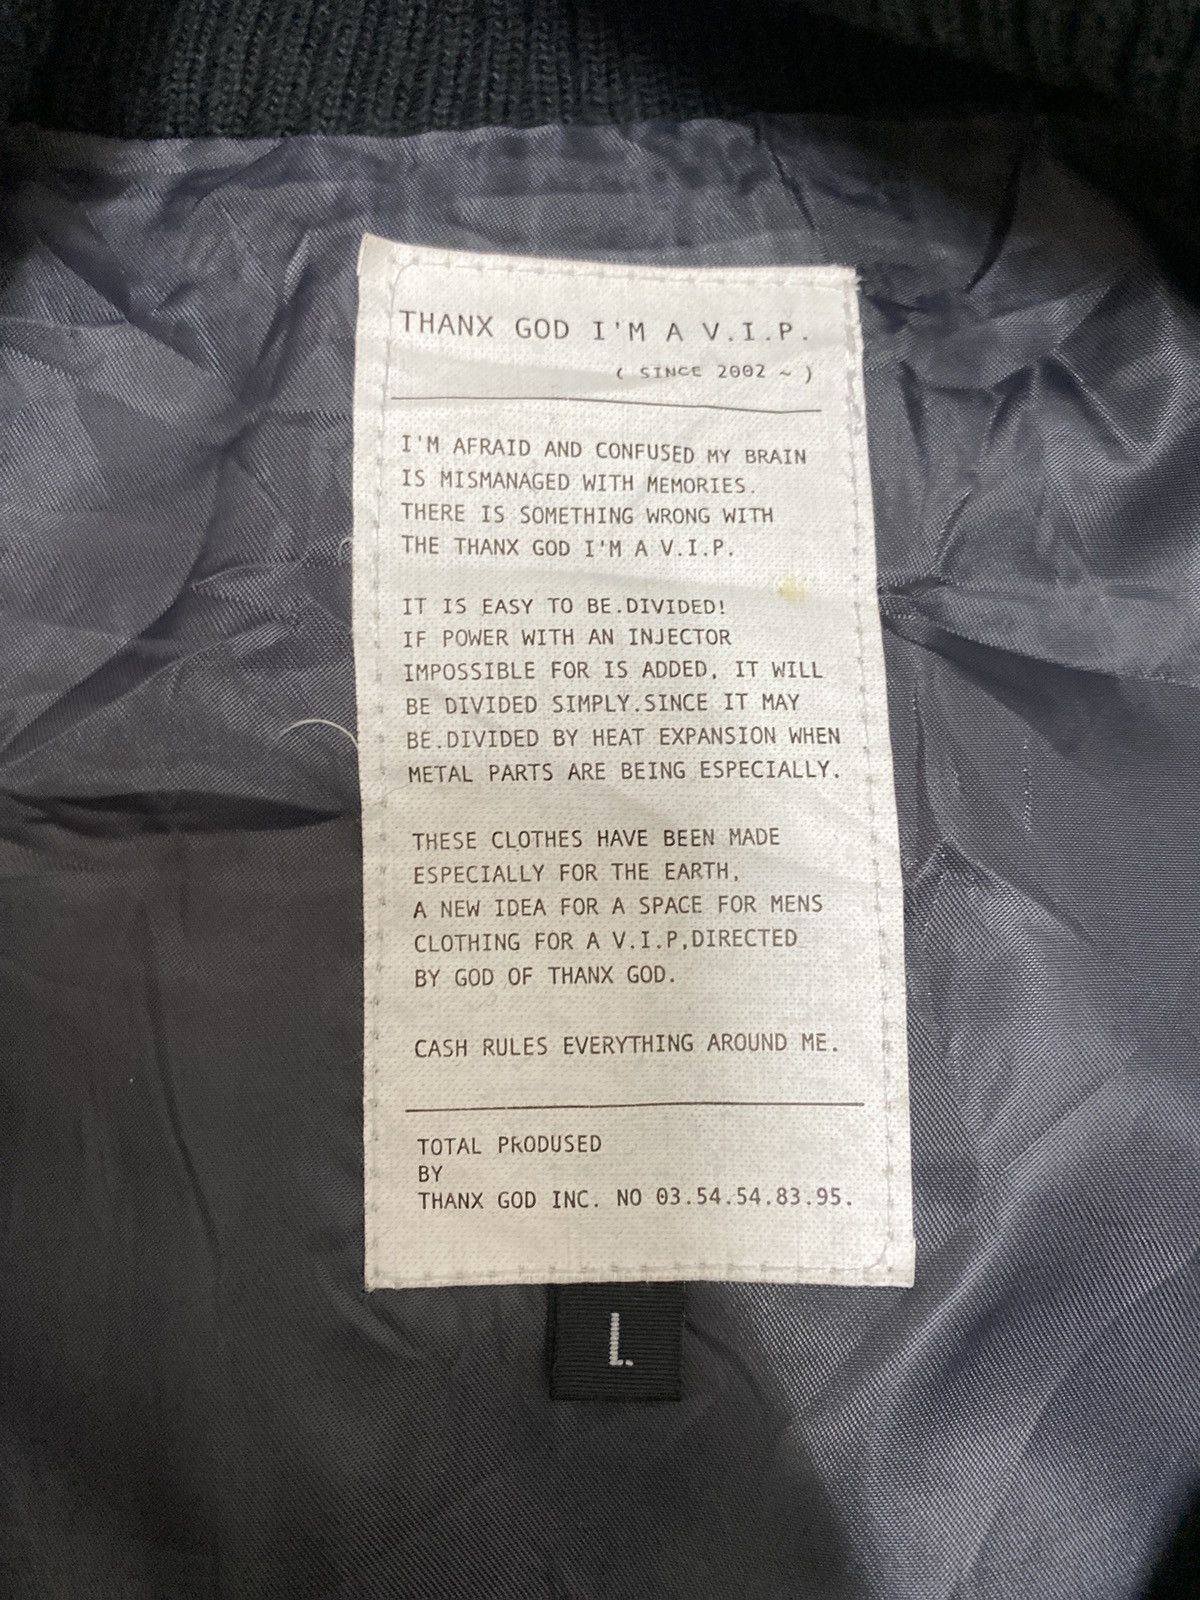 THANX GOD I'M A V.I.P.
( SINCE 2002 ~ )
I'M AFRAID AND CONFUSED MY BRAIN
IS MISMANAGED WITH MEMORIES.
THERE IS SOMETHING WRONG WITH
THE THANX GOD I'M A V.I.P.
IT IS EASY TO BE.DIVIDED!
IF POWER WITH AN INJECTOR
IMPOSSIBLE FOR IS ADDED, IT WILL
BE DIVIDED SIMPLY.SINCE IT MAY
BE.DIVIDED BY HEAT EXPANSION WHEN
METAL PARTS ARE BEING ESPECIALLY.
THESE CLOTHES HAVE BEEN MADE
ESPECIALLY FOR THE EARTH,
A NEW IDEA FOR A SPACE FOR MENS
CLOTHING FOR A V.I.P,DIRECTED
BY GOD OF THANX GOD.
CASH RULES EVERYTHING AROUND ME.
TOTAL PRODUSED
BY
THANX GOD INC. NO 03.54.54.83.95.
L.